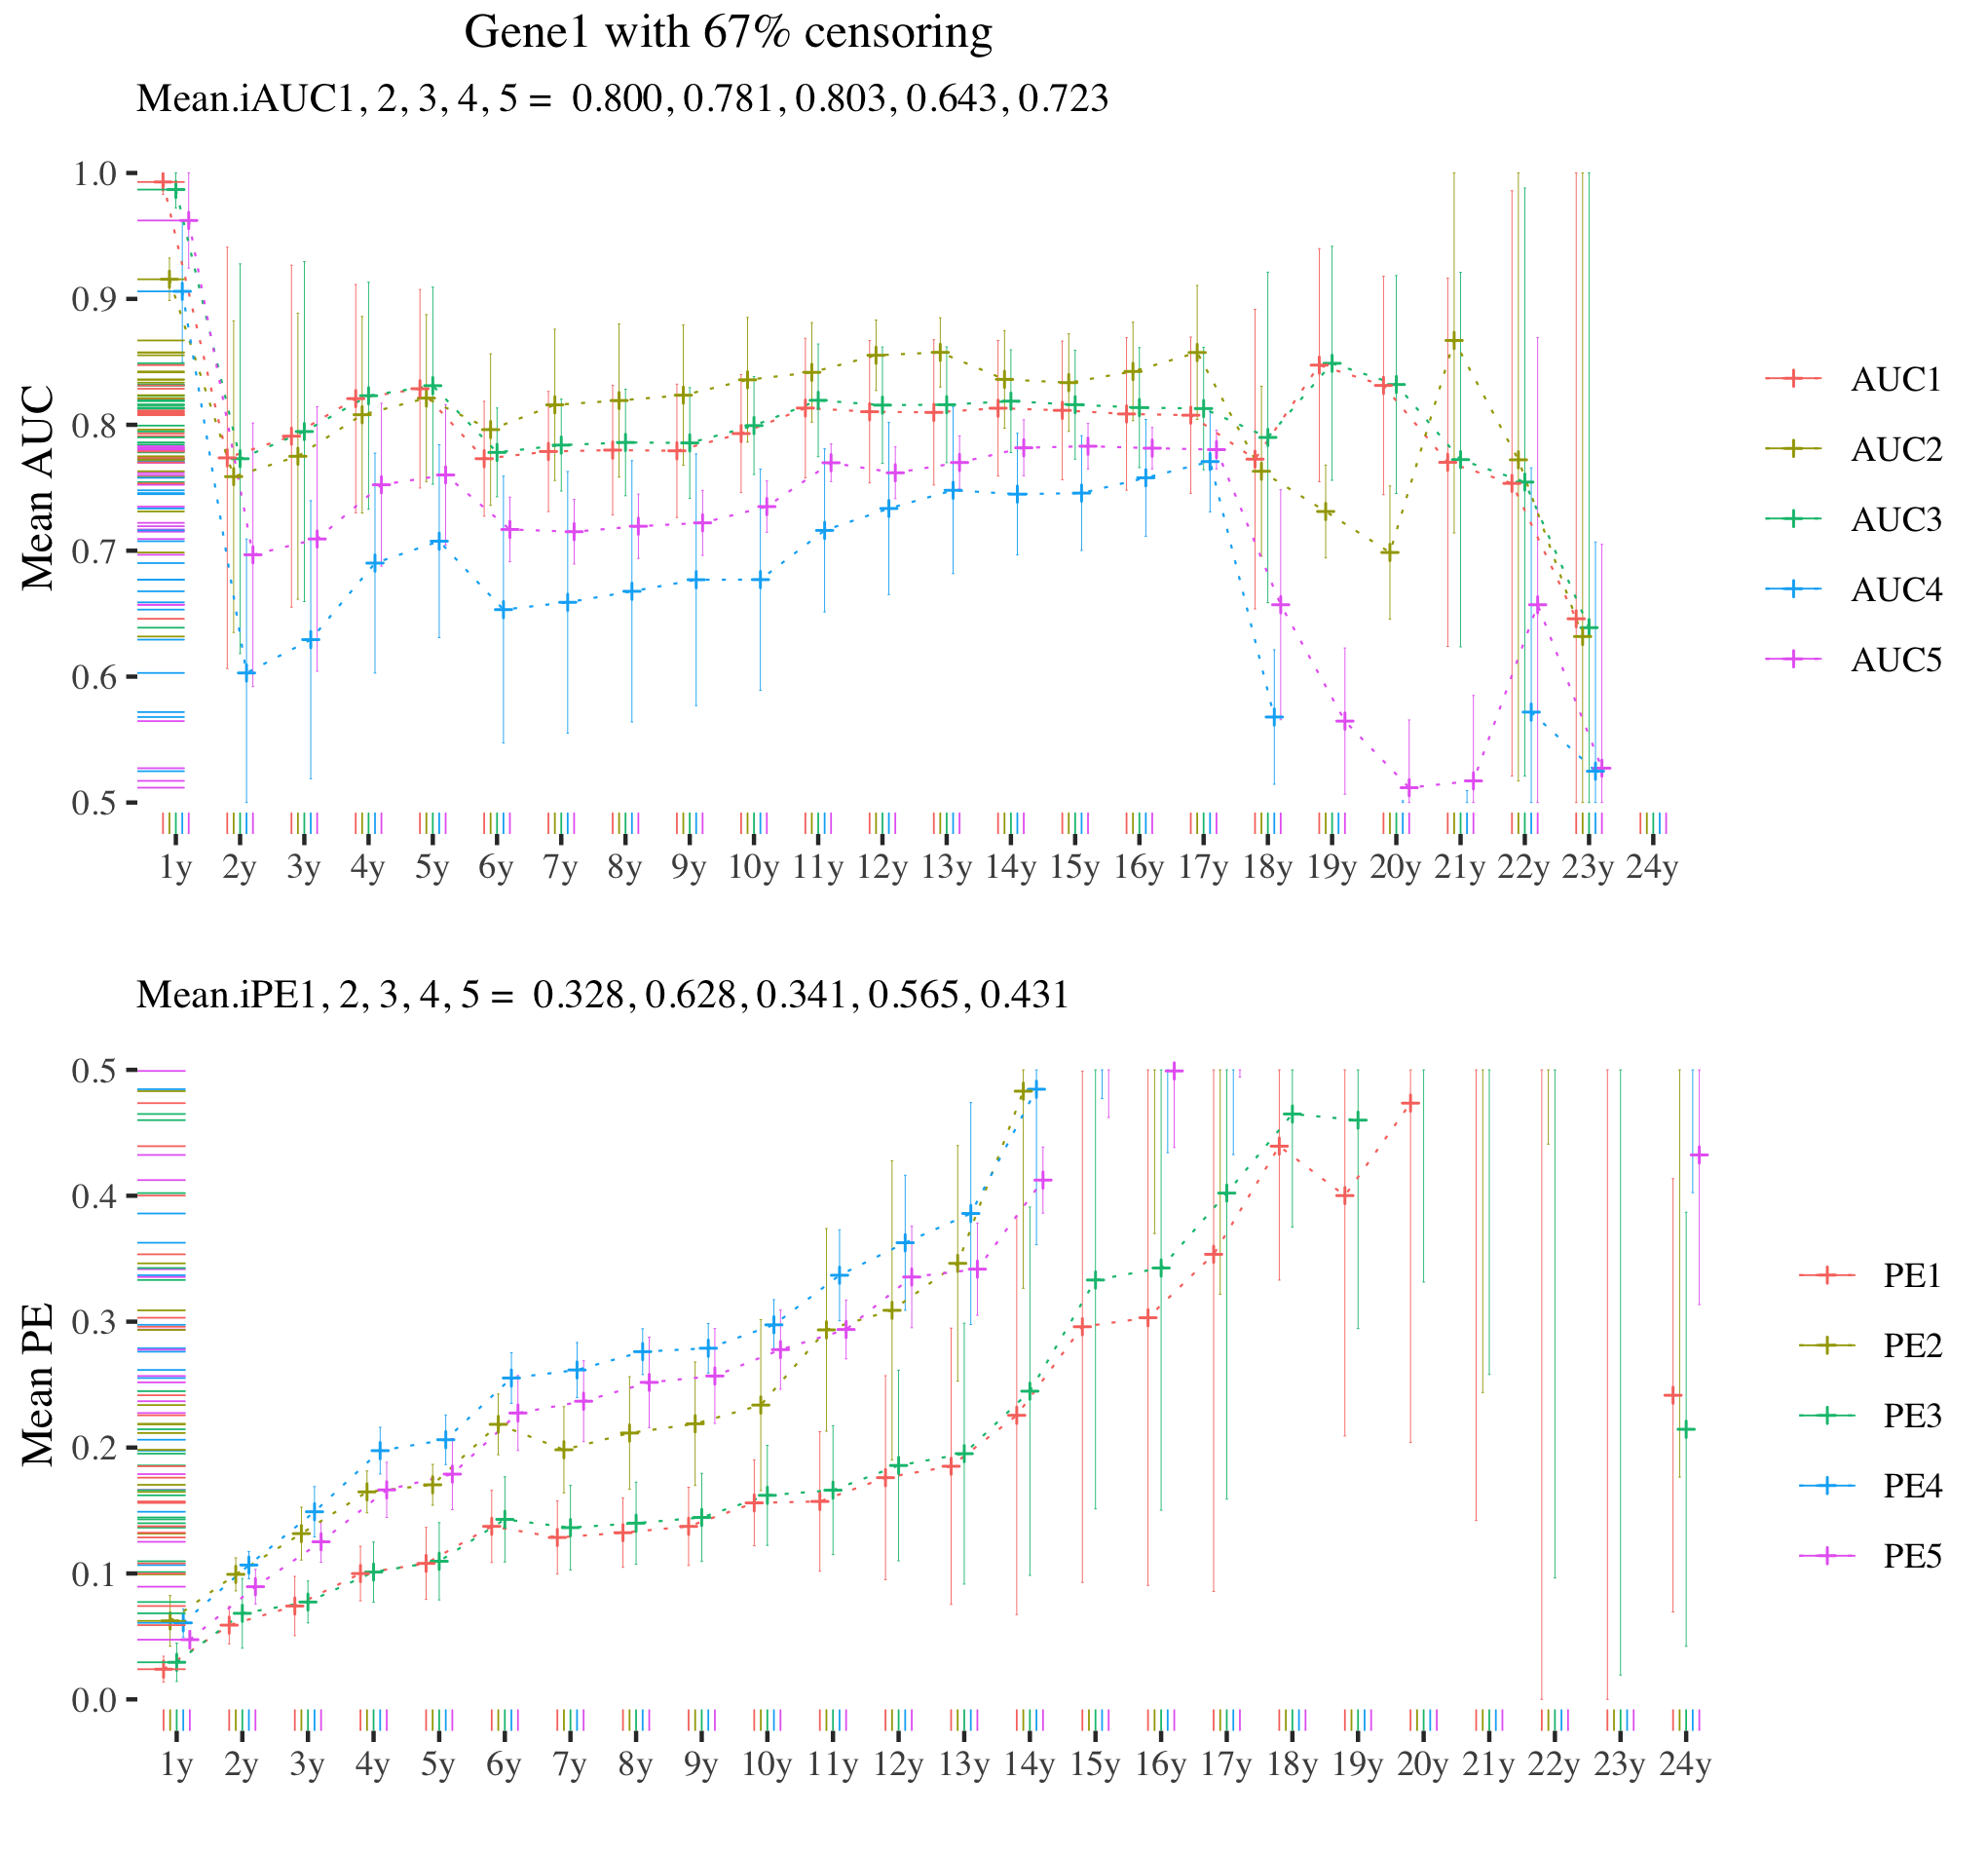 Gene1 with 67% censoring
Mean.iAUC1, 2, 3, 4, 5 = 0.800, 0.781, 0.803, 0.643, 0.723
Mean AUC
1.0
0.9
0.8
0.7
0.6
0.5
1y 2y 3y 4y 5y 6y 7y 8y 9y 10y 11y 12y 13y 14y 15y 16y 17y 18y 19y 20y 21y 22y 23y 24y
AUC1
AUC2
AUC3
AUC4
AUC5
Mean.iPE1, 2, 3, 4, 5 = 0.328, 0.628, 0.341, 0.565, 0.431
Mean PE
0.5
0.4
0.3
0.2
0.1
0.0
1y 2y 3y 4y 5y 6y 7y 8y 9y 10y 11y 12y 13y 14y 15y 16y 17y 18y 19y 20y 21y 22y 23y 24y
PE1
PE2
PE3
PE4
PE5